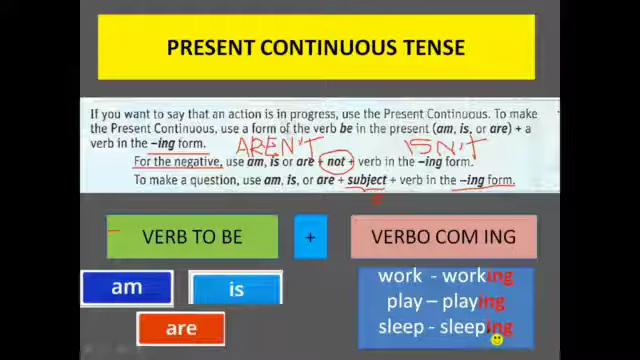 PRESENT CONTINUOUS TENSE
If you want to say that an action is in progress, use the Present Continuous. To make
the Present Continuous, use a form of the verb be in the present (am, is, or are) + a
verb in the –ing form.
AREN'T
ISN'T
For the negative, use am, is or are + not + verb in the -ing form.
To make a question, use am, is, or are + subject + verb in the -ing form.
VERB TO BE
+
VERBO COM ING
am
is
are
work - working
play – playing
sleep - sleeping